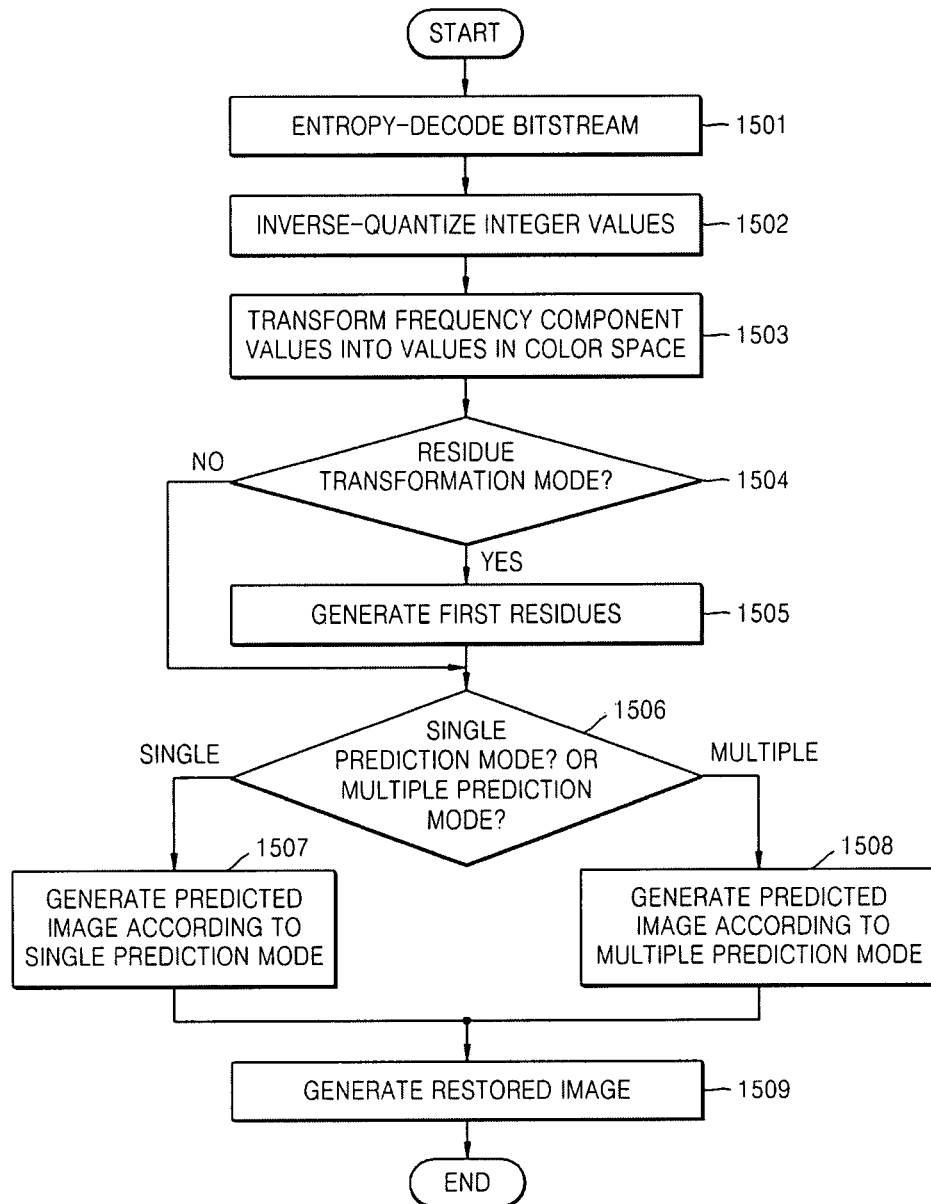 START
ENTROPY-DECODE BITSTREAM
1501
INVERSE-QUANTIZE INTEGER VALUES
1502
TRANSFORM FREQUENCY COMPONENT
VALUES INTO VALUES IN COLOR SPACE
1503
RESIDUE
TRANSFORMATION MODE?
1504
NO
YES
GENERATE FIRST RESIDUES
1505
1506
SINGLE
PREDICTION MODE? OR
MULTIPLE PREDICTION
MODE?
SINGLE
MULTIPLE
1507
GENERATE PREDICTED
IMAGE ACCORDING TO
SINGLE PREDICTION MODE
1508
GENERATE PREDICTED
IMAGE ACCORDING TO
MULTIPLE PREDICTION MODE
GENERATE RESTORED IMAGE
1509
END